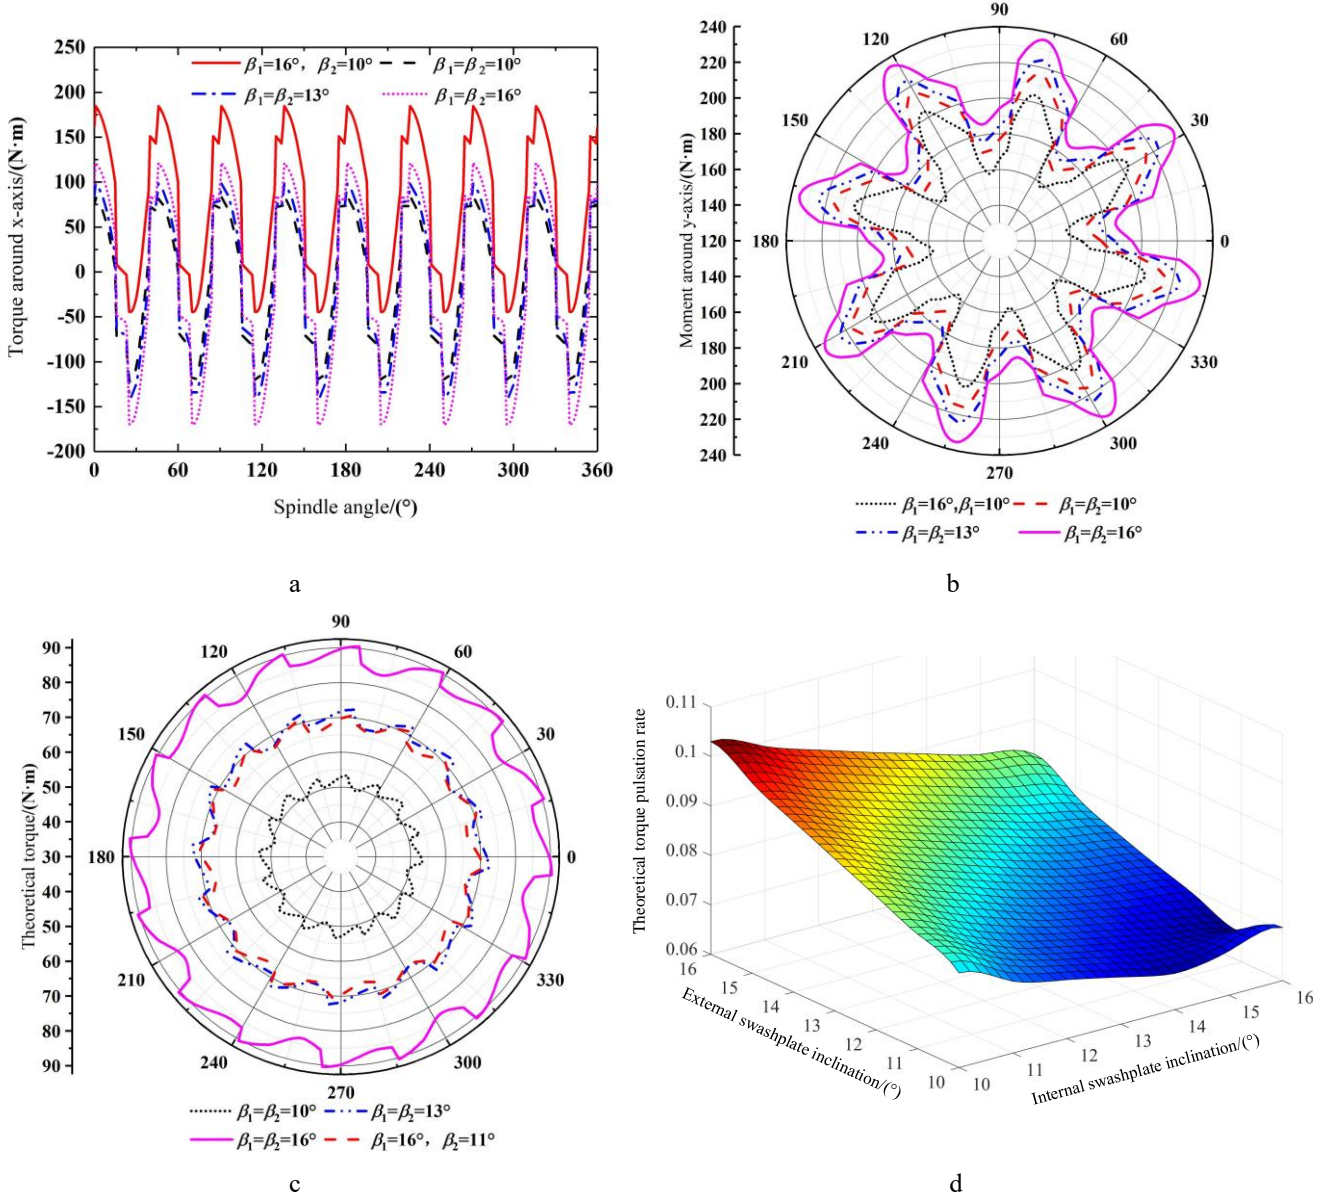 250
200
150
100
50
0
-50
-100
-150
-200
0 60 120 180 240 300 360
Torque around x-axis/(N·m)
Spindle angle/(°)
β1=16°, β2=10° β1=β2=10°
β1=β2=13° β1=β2=16°
a
240
220
200
180
160
140
120
140
160
180
200
220
240
Moment around y-axis/(N·m)
90
120 60
150 30
180 0
210 330
240 300
270
β1=16°,β1=10° β1=β2=10°
β1=β2=13° β1=β2=16°
b
90
80
70
60
50
40
30
40
50
60
70
80
90
Theoretical torque/(N·m)
90
120 60
150 30
180 0
210 330
240 300
270
β1=β2=10° β1=β2=13°
β1=β2=16° β1=16°, β2=11°
c
0.11
0.1
0.09
0.08
0.07
0.06
Theoretical torque pulsation rate
16 15 14 13 12 11 10
External swashplate inclination/(°)
10 11 12 13 14 15 16
Internal swashplate inclination/(°)
d